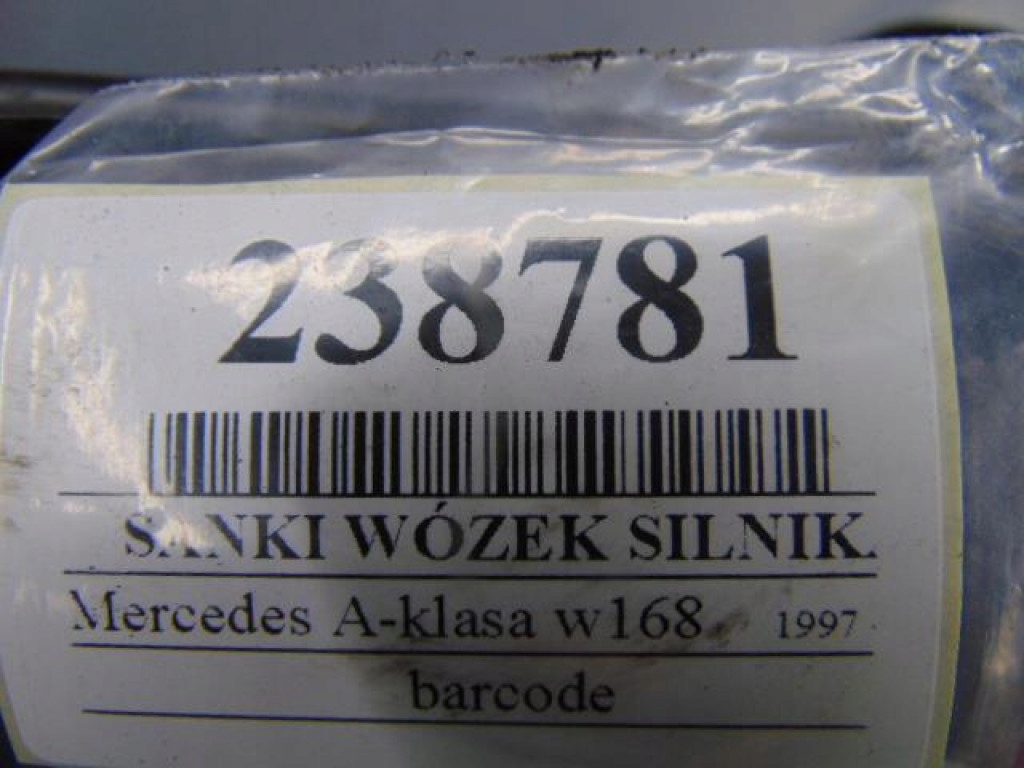 238781
SANKI WÓZEK SILNIK.
Mercedes A-klasa w168 1997
barcode